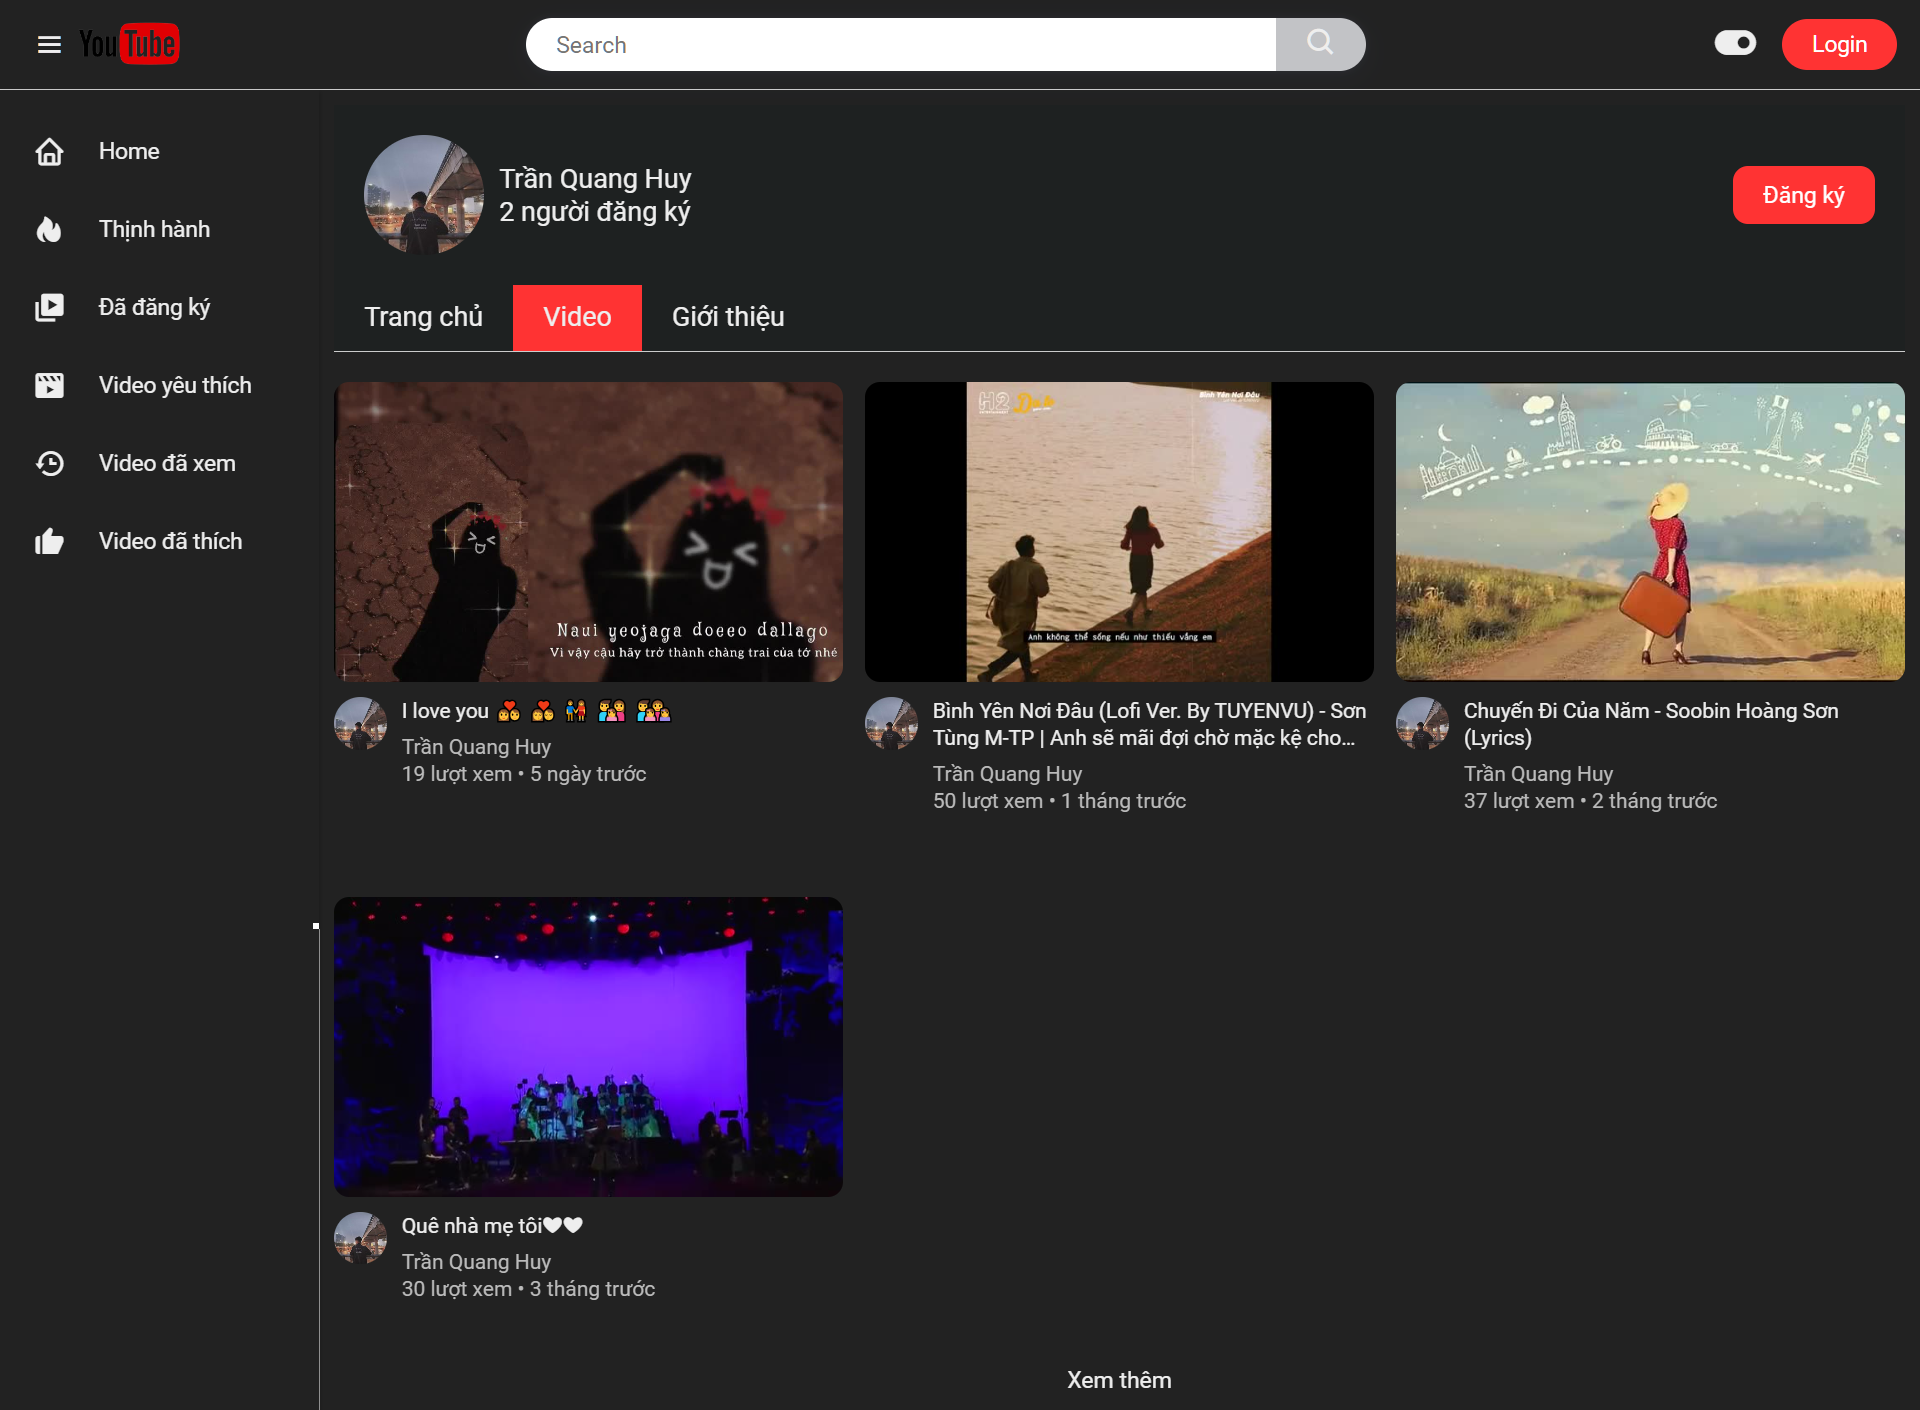 YouTube
Search
Login
Home
Thịnh hành
Đã đăng ký
Video yêu thích
Video đã xem
Video đã thích
Trần Quang Huy
2 người đăng ký
Đăng ký
Trang chủ
Video
Giới thiệu
Naui yeojaga doeeo dallago
Vì vậy cậu hãy trở thành chàng trai của tớ nhé
H2
Bình Yên Nơi Đâu
Anh không thể sống nếu như thiếu vắng em
I love you 💏 💏 👫 👨‍👩‍👧 👨‍👩‍👧‍👦
Trần Quang Huy
19 lượt xem • 5 ngày trước
Bình Yên Nơi Đâu (Lofi Ver. By TUYENVU) - Sơn
Tùng M-TP | Anh sẽ mãi đợi chờ mặc kệ cho...
Trần Quang Huy
50 lượt xem • 1 tháng trước
Chuyến Đi Của Năm - Soobin Hoàng Sơn
(Lyrics)
Trần Quang Huy
37 lượt xem • 2 tháng trước
Quê nhà mẹ tôi🤍🤍
Trần Quang Huy
30 lượt xem • 3 tháng trước
Xem thêm